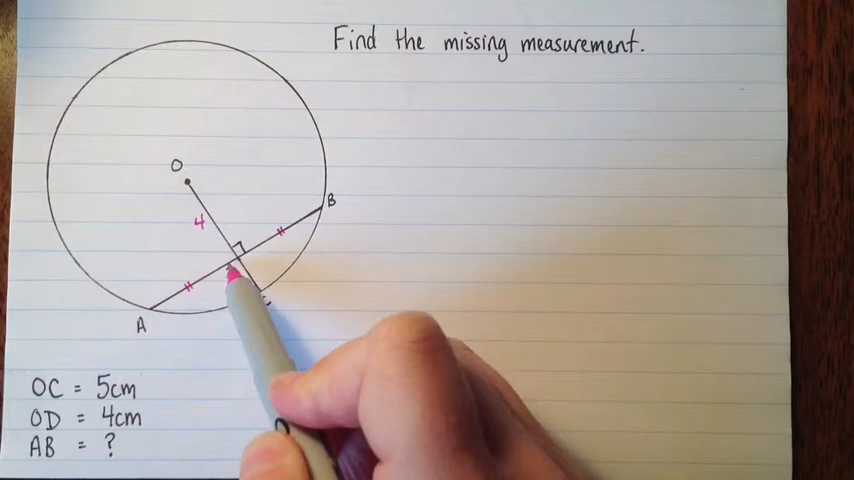 Find the missing measurement.
O
B
4
A
OC = 5cm
OD = 4cm
AB = ?